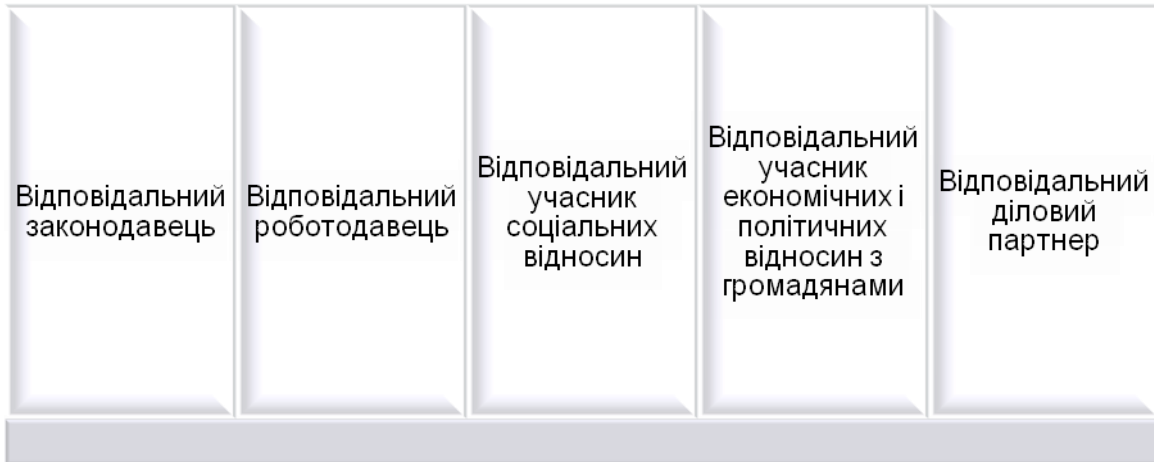 Відповідальний
законодавець
Відповідальний
роботодавець
Відповідальний
учасник
соціальних
відносин
Відповідальний
учасник
економічних і
політичних
відносин з
громадянами
Відповідальний
діловий
партнер